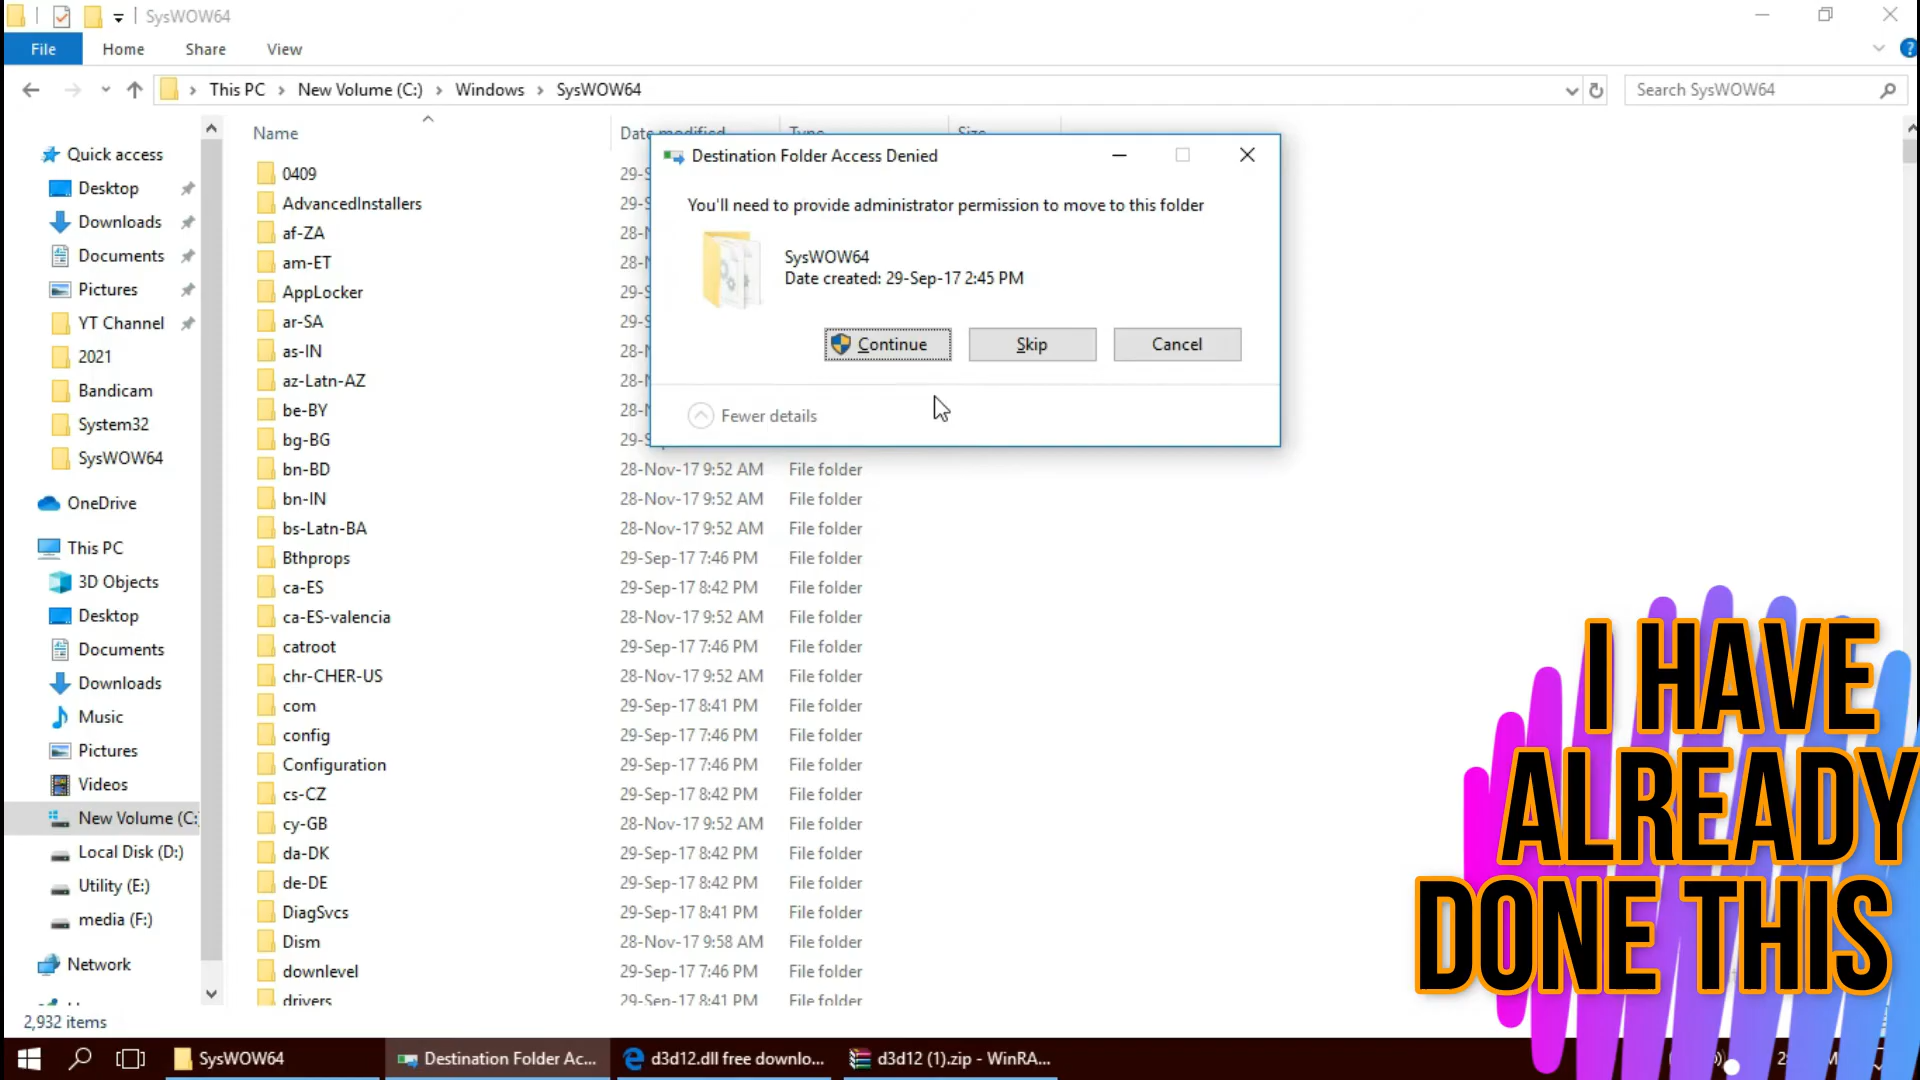 SysWOW64
File
Home
Share
View
This PC
New Volume (C:)
Windows
SysWOW64
Search SysWOW64
Name
Date modified
Type
Size
Quick access
Desktop
Downloads
Documents
Pictures
YT Channel
2021
Bandicam
System32
SysWOW64
OneDrive
This PC
3D Objects
Desktop
Documents
Downloads
Music
Pictures
Videos
New Volume (C:
Local Disk (D:)
Utility (E:)
media (F:)
Network
0409 29-S
AdvancedInstallers 29-S
af-ZA 28-N
am-ET 28-
AppLocker 29-S
ar-SA 29-S
as-IN 28-
az-Latn-AZ 28-
be-BY 28-
bg-BG 29-S
bn-BD 28-Nov-17 9:52 AM File folder
bn-IN 28-Nov-17 9:52 AM File folder
bs-Latn-BA 28-Nov-17 9:52 AM File folder
Bthprops 29-Sep-17 7:46 PM File folder
ca-ES 29-Sep-17 8:42 PM File folder
ca-ES-valencia 28-Nov-17 9:52 AM File folder
catroot 29-Sep-17 7:46 PM File folder
chr-CHER-US 28-Nov-17 9:52 AM File folder
com 29-Sep-17 8:41 PM File folder
config 29-Sep-17 7:46 PM File folder
Configuration 29-Sep-17 7:46 PM File folder
cs-CZ 29-Sep-17 8:42 PM File folder
cy-GB 28-Nov-17 9:52 AM File folder
da-DK 29-Sep-17 8:42 PM File folder
de-DE 29-Sep-17 8:42 PM File folder
DiagSvcs 29-Sep-17 8:41 PM File folder
Dism 28-Nov-17 9:58 AM File folder
downlevel 29-Sep-17 7:46 PM File folder
drivers 29-Sep-17 8:41 PM File folder
Destination Folder Access Denied
You'll need to provide administrator permission to move to this folder
SysWOW64
Date created: 29-Sep-17 2:45 PM
Continue
Skip
Cancel
Fewer details
I HAVE
ALREADY
DONE THIS
2,932 items
SysWOW64
Destination Folder Ac...
d3d12.dll free downlo...
d3d12 (1).zip - WinRA...